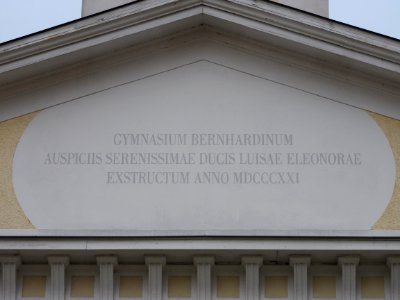 GYMNASIUM BERNHARDINUM
AUSPICIIS SERENISSIMAE DUCIS LUISAE ELEONORAE
EXSTRUCTUM ANNO MDCCCXXI